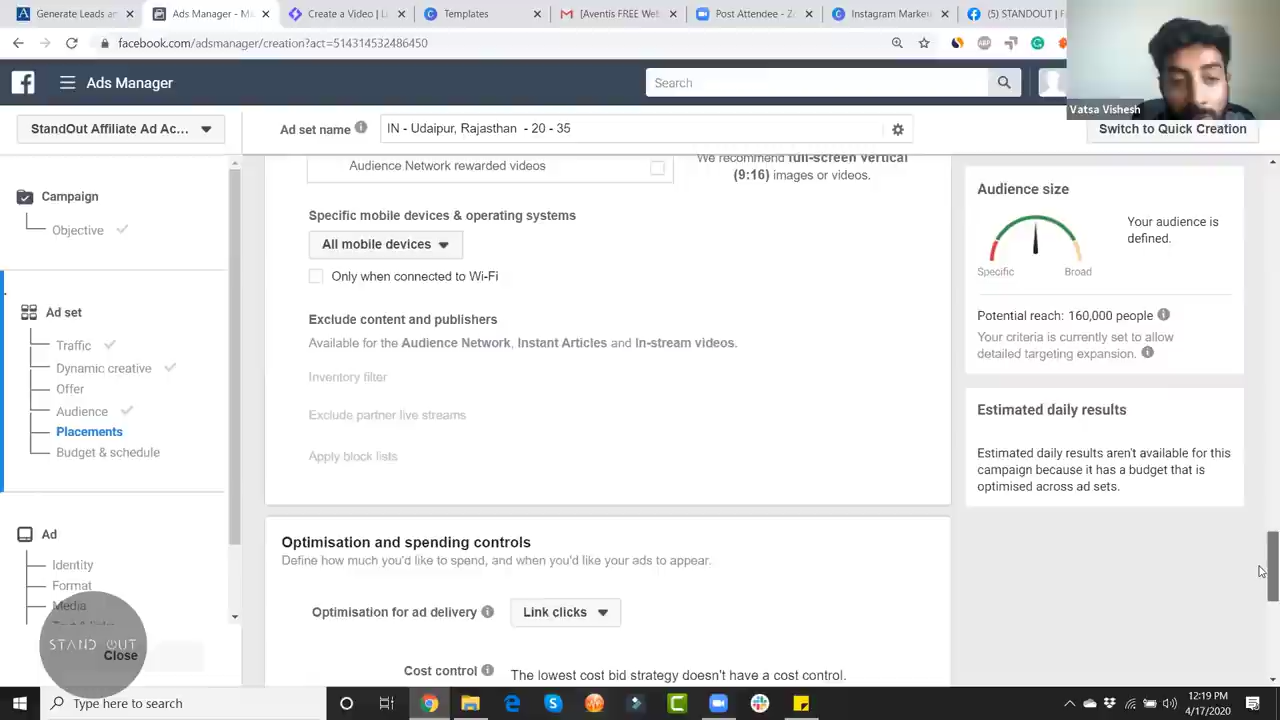 Generate Leads and
Ads Manager - M
Create a Video | L
Templates
[Aventis FREE Web
Post Attendee - Z
Instagram Marke
(5) STANDOUT | F
facebook.com/adsmanager/creation?act=514314532486450
ABP
Ads Manager
Search
Vatsa Vishesh
StandOut Affiliate Ad Ac...
Ad set name
IN - Udaipur, Rajasthan - 20 - 35
Switch to Quick Creation
Campaign
Objective
Ad set
Traffic
Dynamic creative
Offer
Audience
Placements
Budget & schedule
Ad
Identity
Format
Media
STAND OUT
Close
Audience Network rewarded videos
We recommend full-screen vertical
(9:16) images or videos.
Specific mobile devices & operating systems
All mobile devices
Only when connected to Wi-Fi
Exclude content and publishers
Available for the Audience Network, Instant Articles and In-stream videos.
Inventory filter
Exclude partner live streams
Apply block lists
Optimisation and spending controls
Define how much you'd like to spend, and when you'd like your ads to appear.
Optimisation for ad delivery
Link clicks
Cost control
The lowest cost bid strategy doesn't have a cost control.
Audience size
Your audience is
defined.
Specific
Broad
Potential reach: 160,000 people
Your criteria is currently set to allow
detailed targeting expansion.
Estimated daily results
Estimated daily results aren't available for this
campaign because it has a budget that is
optimised across ad sets.
Type here to search
12:19 PM
4/17/2020